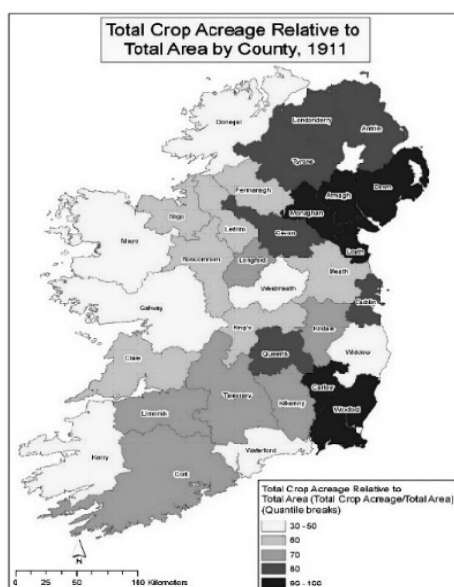 Total Crop Acreage Relative to
Total Area by County, 1911
Donegal
Londonderry
Antrim
Tyrone
Fermanagh
Armagh
Down
Monaghan
Sligo
Leitrim
Cavan
Louth
Mayo
Roscommon
Longford
Meath
Westmeath
Galway
Dublin
King's
Kildare
Queen's
Wicklow
Clare
Carlow
Tipperary
Kilkenny
Wexford
Limerick
Waterford
Kerry
Cork
Total Crop Acreage Relative to
Total Area (Total Crop Acreage/Total Area)
(Quantile breaks)
30 - 50
60
70
80
90 - 100
N
0 25 50 100 Kilometers